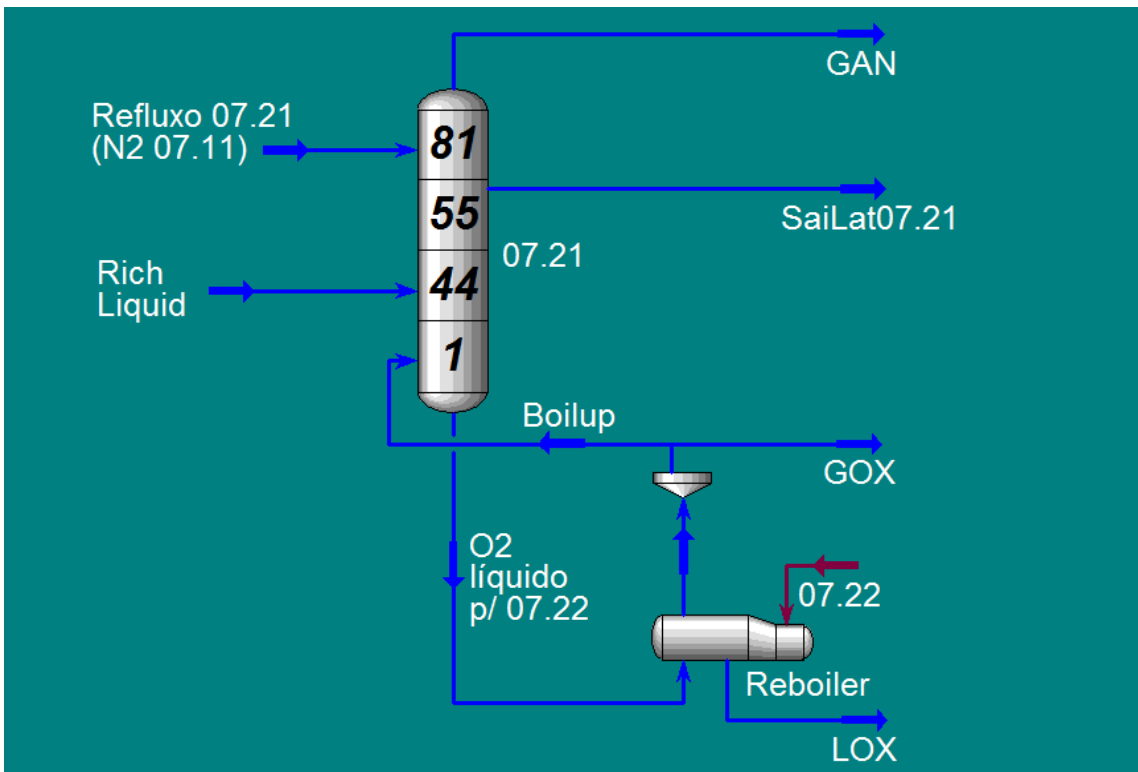 GAN
Refluxo 07.21
(N2 07.11)
81
SaiLat07.21
55
07.21
Rich
Liquid
44
1
Boilup
GOX
O2
líquido
p/ 07.22
07.22
Reboiler
LOX